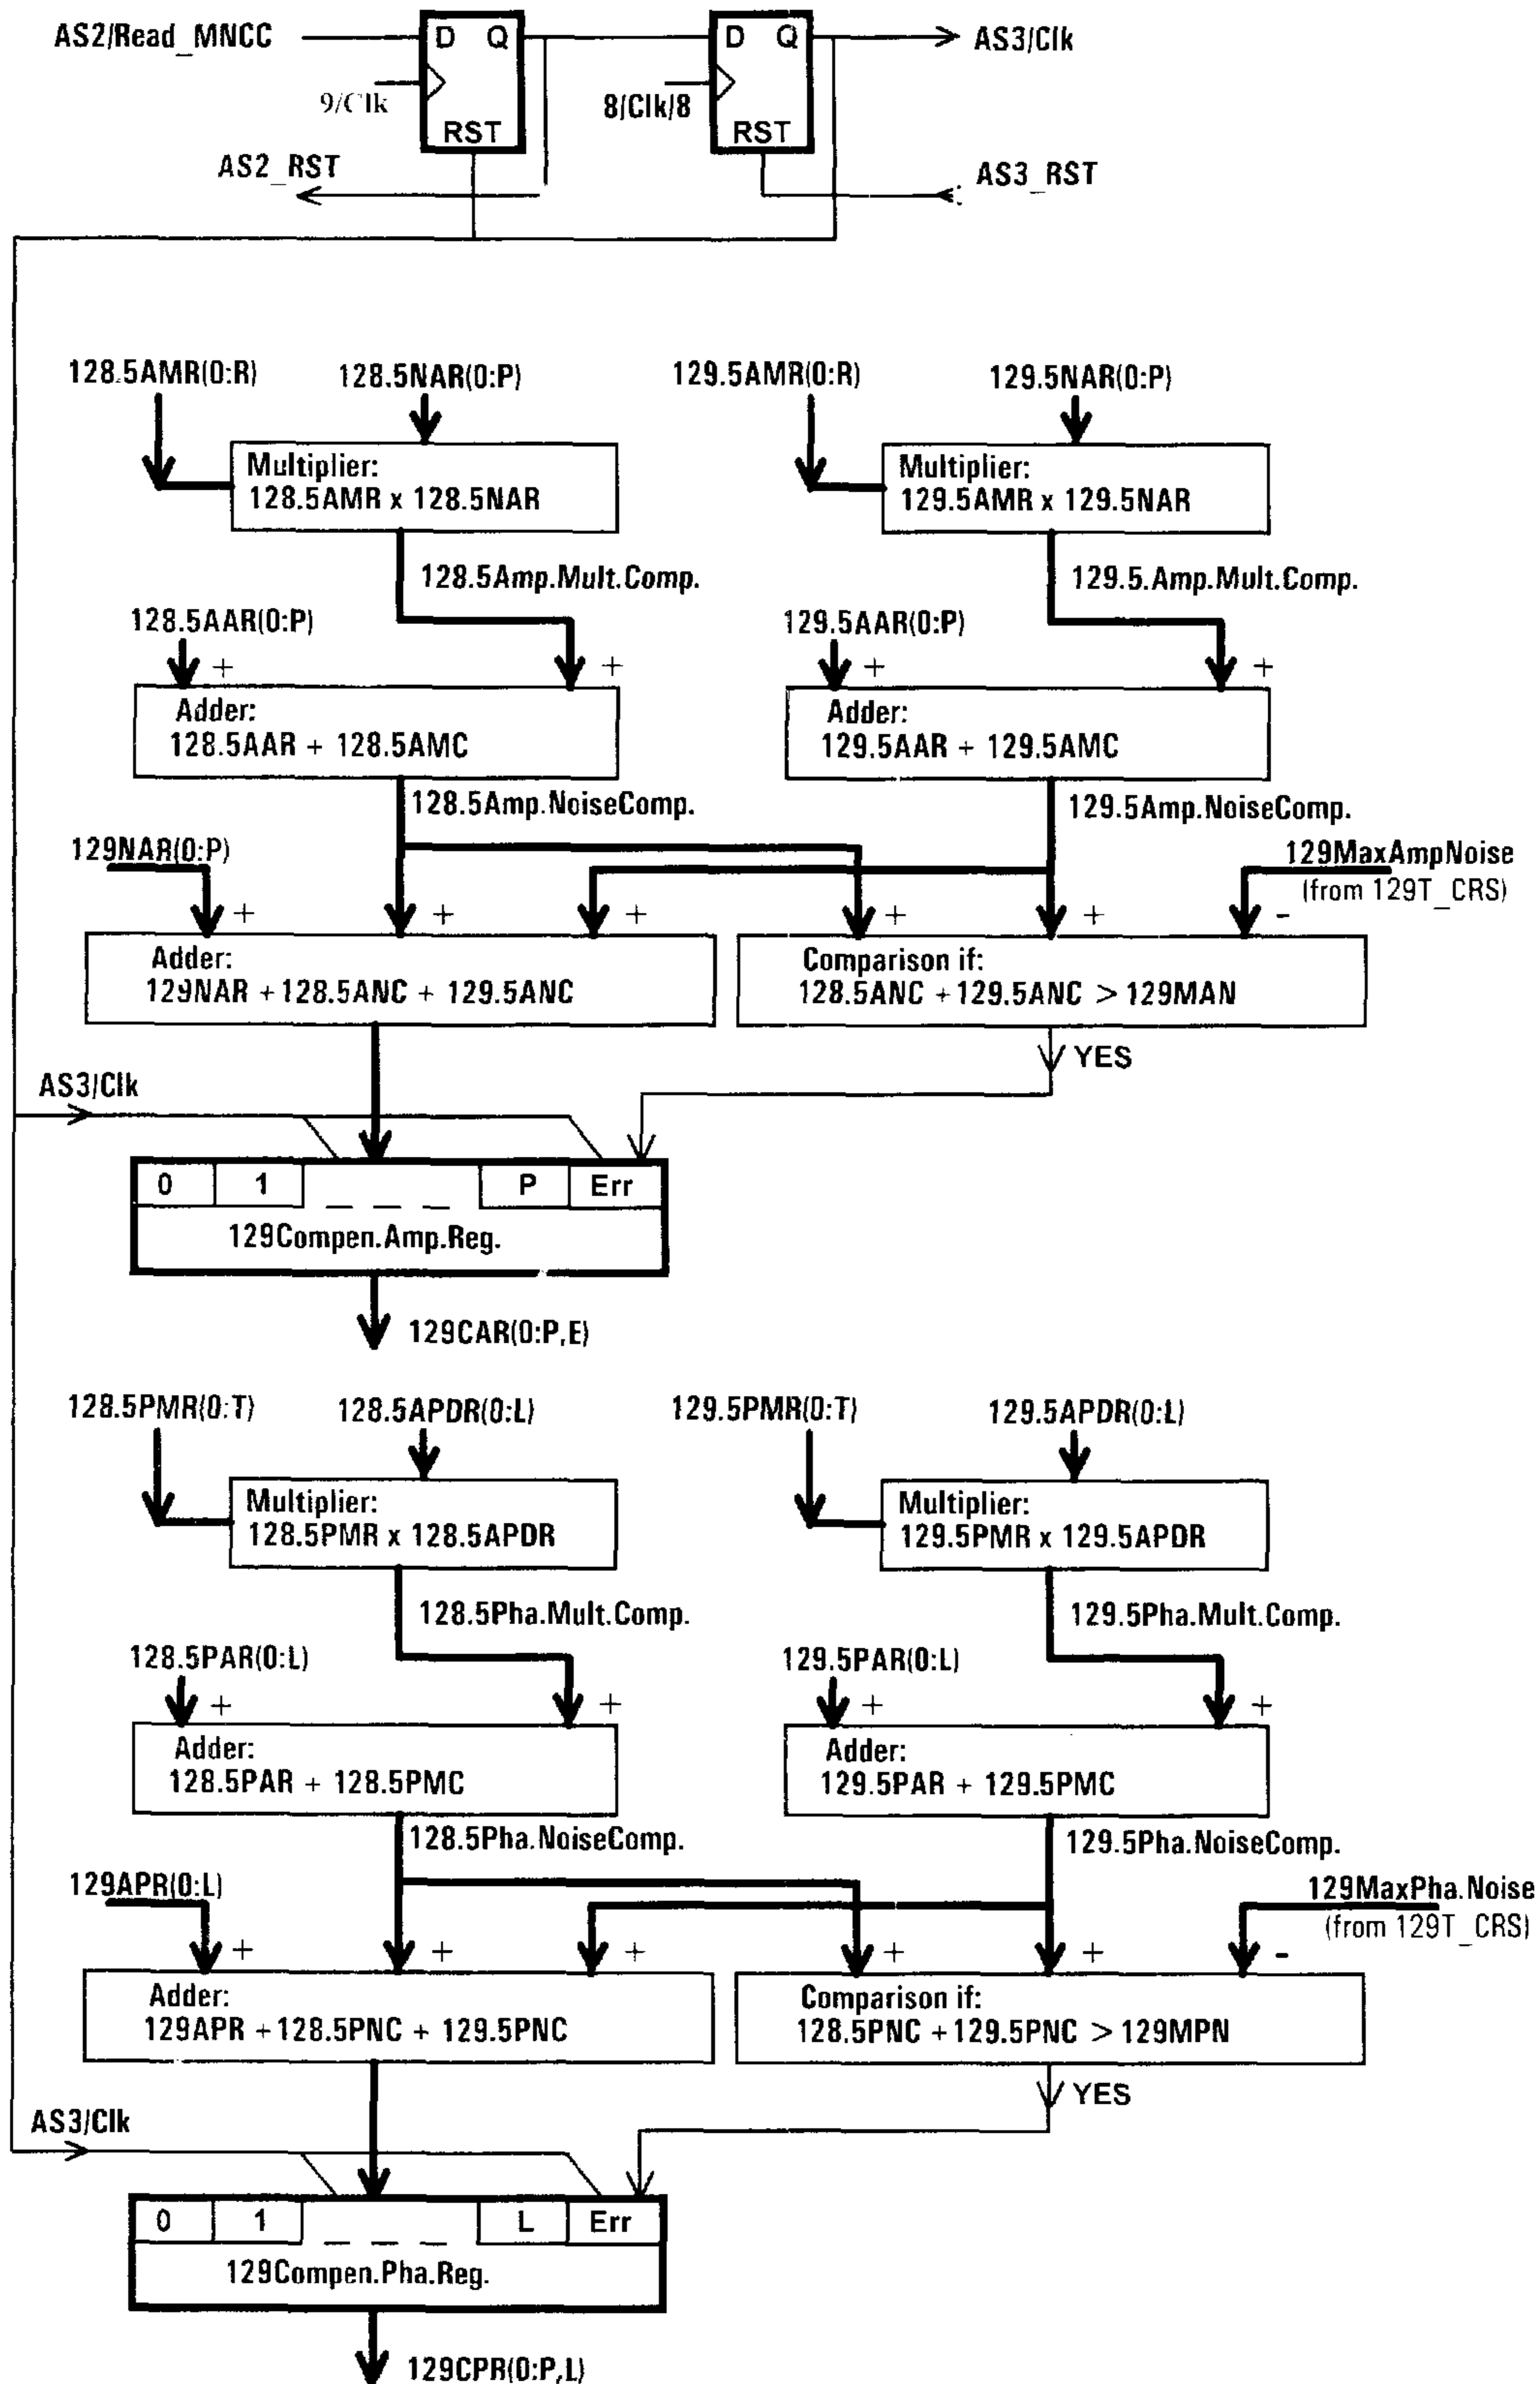 AS2/Read_MNCC
D Q
D Q
AS3/Clk
9/Clk
8/Clk/8
RST
RST
AS2_RST
AS3_RST
128.5AMR(0:R)
128.5NAR(0:P)
129.5AMR(0:R)
129.5NAR(0:P)
Multiplier:
128.5AMR x 128.5NAR
Multiplier:
129.5AMR x 129.5NAR
128.5Amp.Mult.Comp.
129.5.Amp.Mult.Comp.
128.5AAR(0:P)
129.5AAR(0:P)
+ + + +
Adder:
128.5AAR + 128.5AMC
Adder:
129.5AAR + 129.5AMC
128.5Amp.NoiseComp.
129.5Amp.NoiseComp.
129NAR(0:P)
129MaxAmpNoise
(from 129T_CRS)
+ + + + + -
Adder:
129NAR + 128.5ANC + 129.5ANC
Comparison if:
128.5ANC + 129.5ANC > 129MAN
YES
AS3/Clk
0 1 P Err
129Compen.Amp.Reg.
129CAR(0:P,E)
128.5PMR(0:T)
128.5APDR(0:L)
129.5PMR(0:T)
129.5APDR(0:L)
Multiplier:
128.5PMR x 128.5APDR
Multiplier:
129.5PMR x 129.5APDR
128.5Pha.Mult.Comp.
129.5Pha.Mult.Comp.
128.5PAR(0:L)
129.5PAR(0:L)
+ + + +
Adder:
128.5PAR + 128.5PMC
Adder:
129.5PAR + 129.5PMC
128.5Pha.NoiseComp.
129.5Pha.NoiseComp.
129APR(0:L)
129MaxPha.Noise
(from 129T_CRS)
+ + + + + -
Adder:
129APR + 128.5PNC + 129.5PNC
Comparison if:
128.5PNC + 129.5PNC > 129MPN
YES
AS3/Clk
0 1 L Err
129Compen.Pha.Reg.
129CPR(0:P,L)